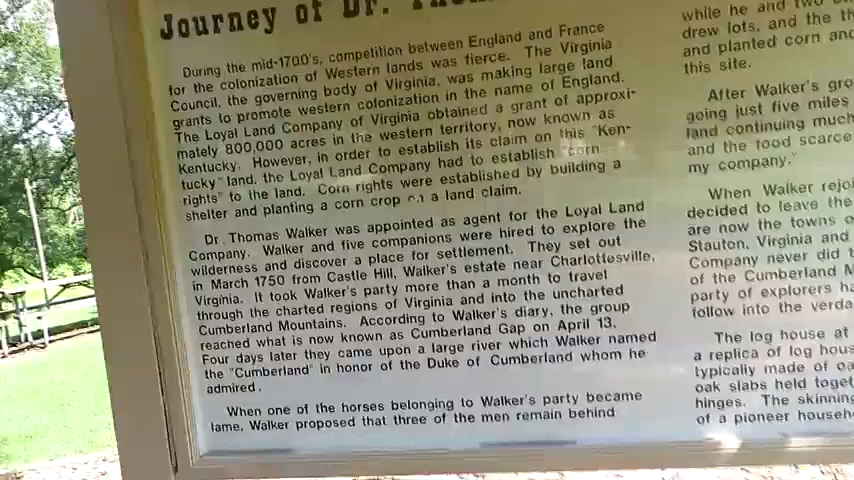 Journey of Dr.
During the mid-1700's, competition between England and France
for the colonization of Western lands was fierce. The Virginia
Council, the governing body of Virginia, was making large land
grants to promote western colonization in the name of England.
The Loyal Land Company of Virginia obtained a grant of approxi-
mately 800,000 acres in the western territory, now known as
Kentucky. However, in order to establish its claim on this "Ken-
tucky" land, the Loyal Land Company had to establish "corn
rights" to the land. Corn rights were established by building a
shelter and planting a corn crop on a land claim.
Dr. Thomas Walker was appointed as agent for the Loyal Land
Company. Walker and five companions were hired to explore the
wilderness and discover a place for settlement. They set out
in March 1750 from Castle Hill, Walker's estate near Charlottesville,
Virginia. It took Walker's party more than a month to travel
through the charted regions of Virginia and into the uncharted
Cumberland Mountains. According to Walker's diary, the group
reached what is now known as Cumberland Gap on April 13.
Four days later they came upon a large river which Walker named
the "Cumberland" in honor of the Duke of Cumberland whom he
admired.
When one of the horses belonging to Walker's party became
lame, Walker proposed that three of the men remain behind
while he and two
drew lots, and the
and planted corn and
this site.
After Walker's
going just five miles
land continuing much
and the food scarce
my company."
When Walker
decided to leave the
are now the towns
Stauton, Virginia and
Company never did
of the Cumberland
party of explorers
follow into the
The log house at
a replica of log
typically made of
oak slabs held
hinges. The skinning
of a pioneer